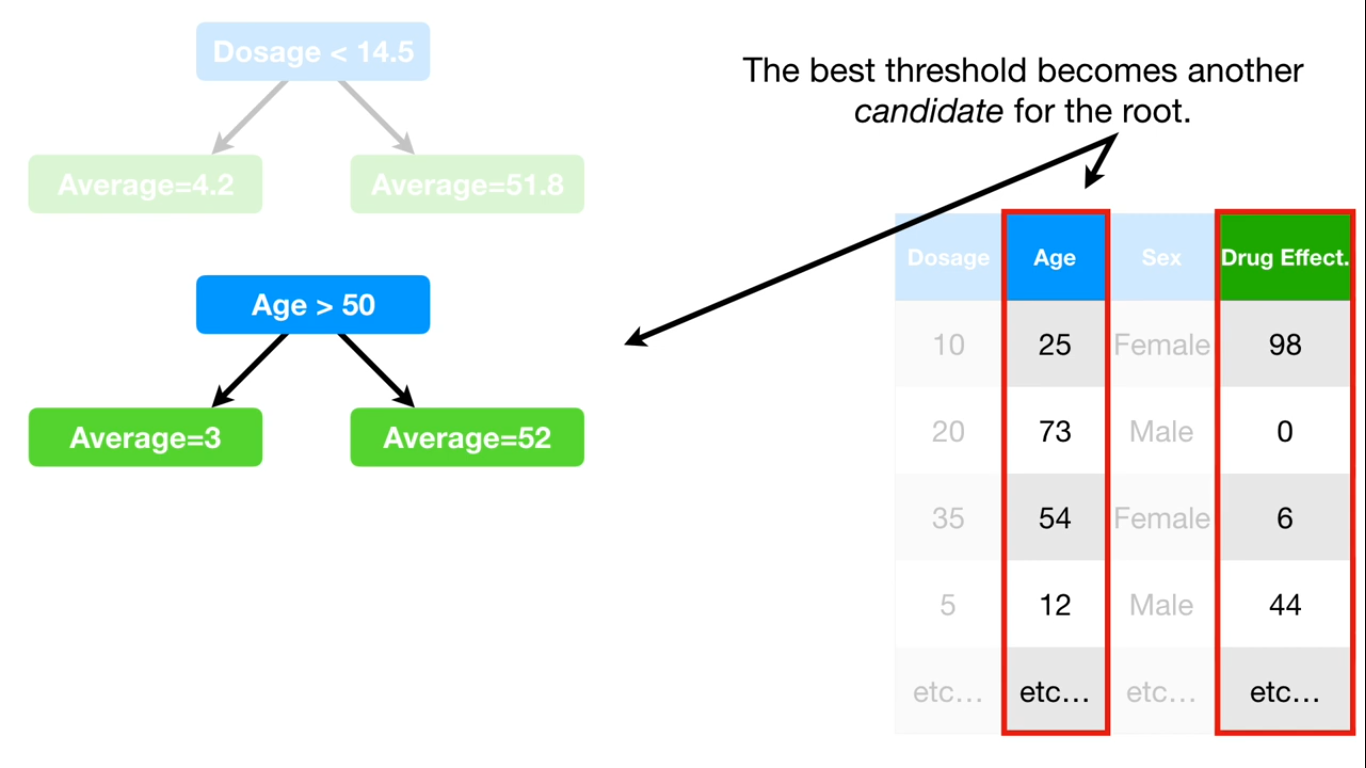 Dosage < 14.5
Average=4.2 Average=51.8
The best threshold becomes another
candidate for the root.
Age > 50
Average=3 Average=52
Dosage Age Sex Drug Effect.
10 25 Female 98
20 73 Male 0
35 54 Female 6
5 12 Male 44
etc... etc... etc... etc...